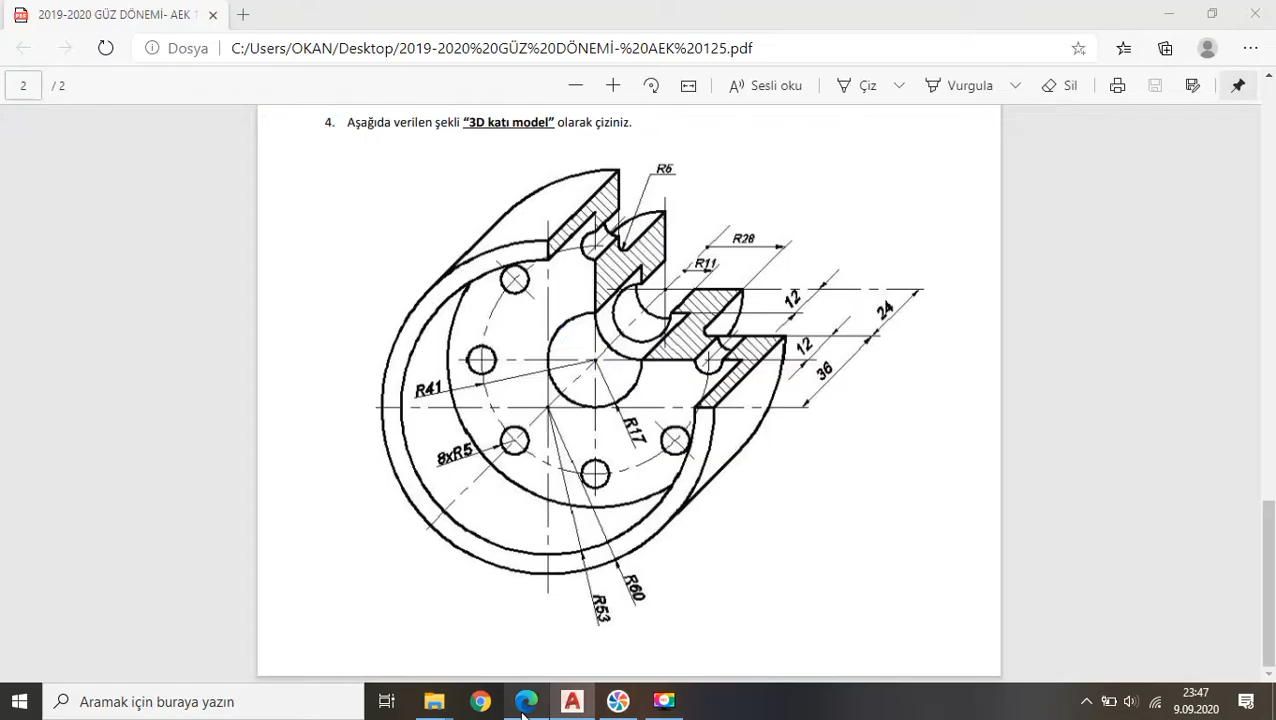 2019-2020 GÜZ DÖNEMİ- AEK 1
Dosya
C:/Users/OKAN/Desktop/2019-2020%20GÜZ%20DÖNEMİ-%20AEK%20125.pdf
2 / 2
Sesli oku
Çiz
Vurgula
Sil
4. Aşağıda verilen şekli “3D katı model” olarak çiziniz.
R6
R28
R11
12
24
12
36
R41
R17
8xR5
R60
R53
Aramak için buraya yazın
23:47
9.09.2020